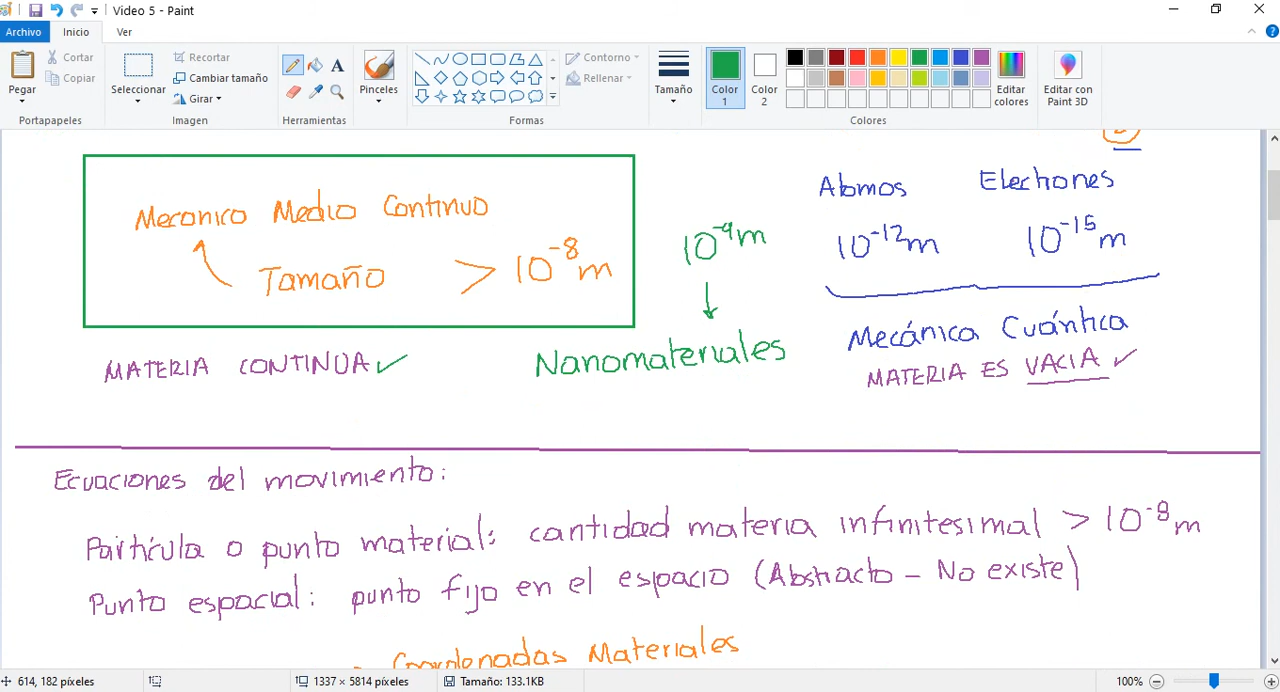 Video 5 - Paint
Archivo Inicio Ver
Pegar
Cortar
Copiar
Portapapeles
Seleccionar
Recortar
Cambiar tamaño
Girar
Imagen
A
Herramientas
Pinceles
Contorno
Rellenar
Formas
Tamaño
Color 1
Color 2
Editar colores
Colores
Editar con Paint 3D
Mecanica Medio Continuo
Tamaño > 10⁻⁸m
MATERIA CONTINUA ✓
10⁻⁹m
Nanomateriales
Atomos Electrones
10⁻¹²m 10⁻¹⁵m
Mecánica Cuántica
MATERIA ES VACIA ✓
Ecuaciones del movimiento:
Partícula o punto material: cantidad materia infinitesimal > 10⁻⁸m
Punto espacial: punto fijo en el espacio (Abstracto - No existe)
Coordenadas Materiales
614, 182 píxeles 1337 × 5814 píxeles Tamaño: 133.1KB 100%